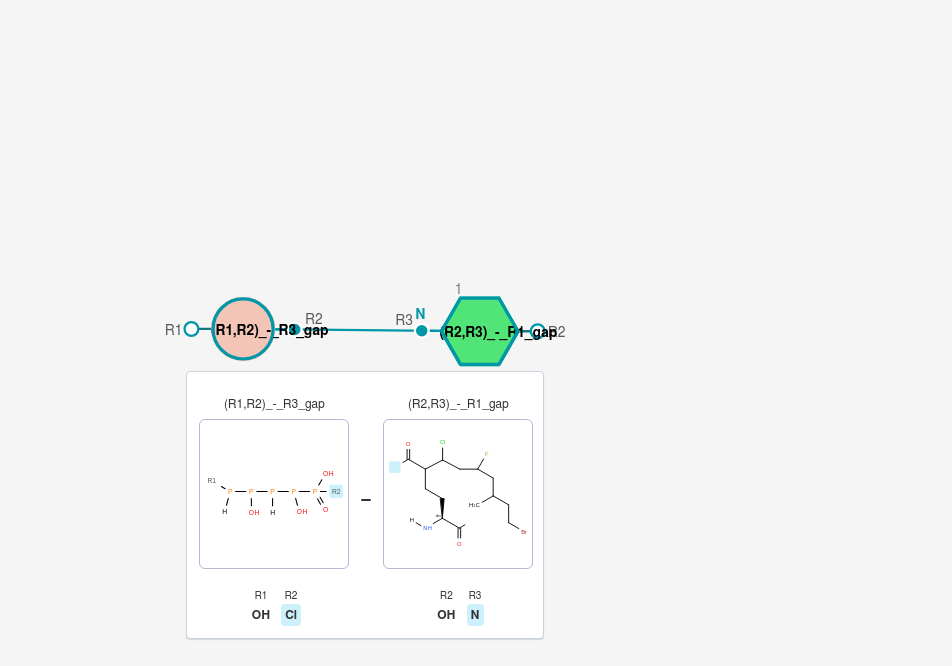 1
N
R1 R1,R2)_-_R3_gap R2 R3 (R2,R3)_-_R1_gap R2
(R1,R2)_-_R3_gap (R2,R3)_-_R1_gap
O Cl
F
R1 P P P P P OH R2
H OH H OH O
H3C
H NH
O Br
R1 R2 R2 R3
OH Cl OH N